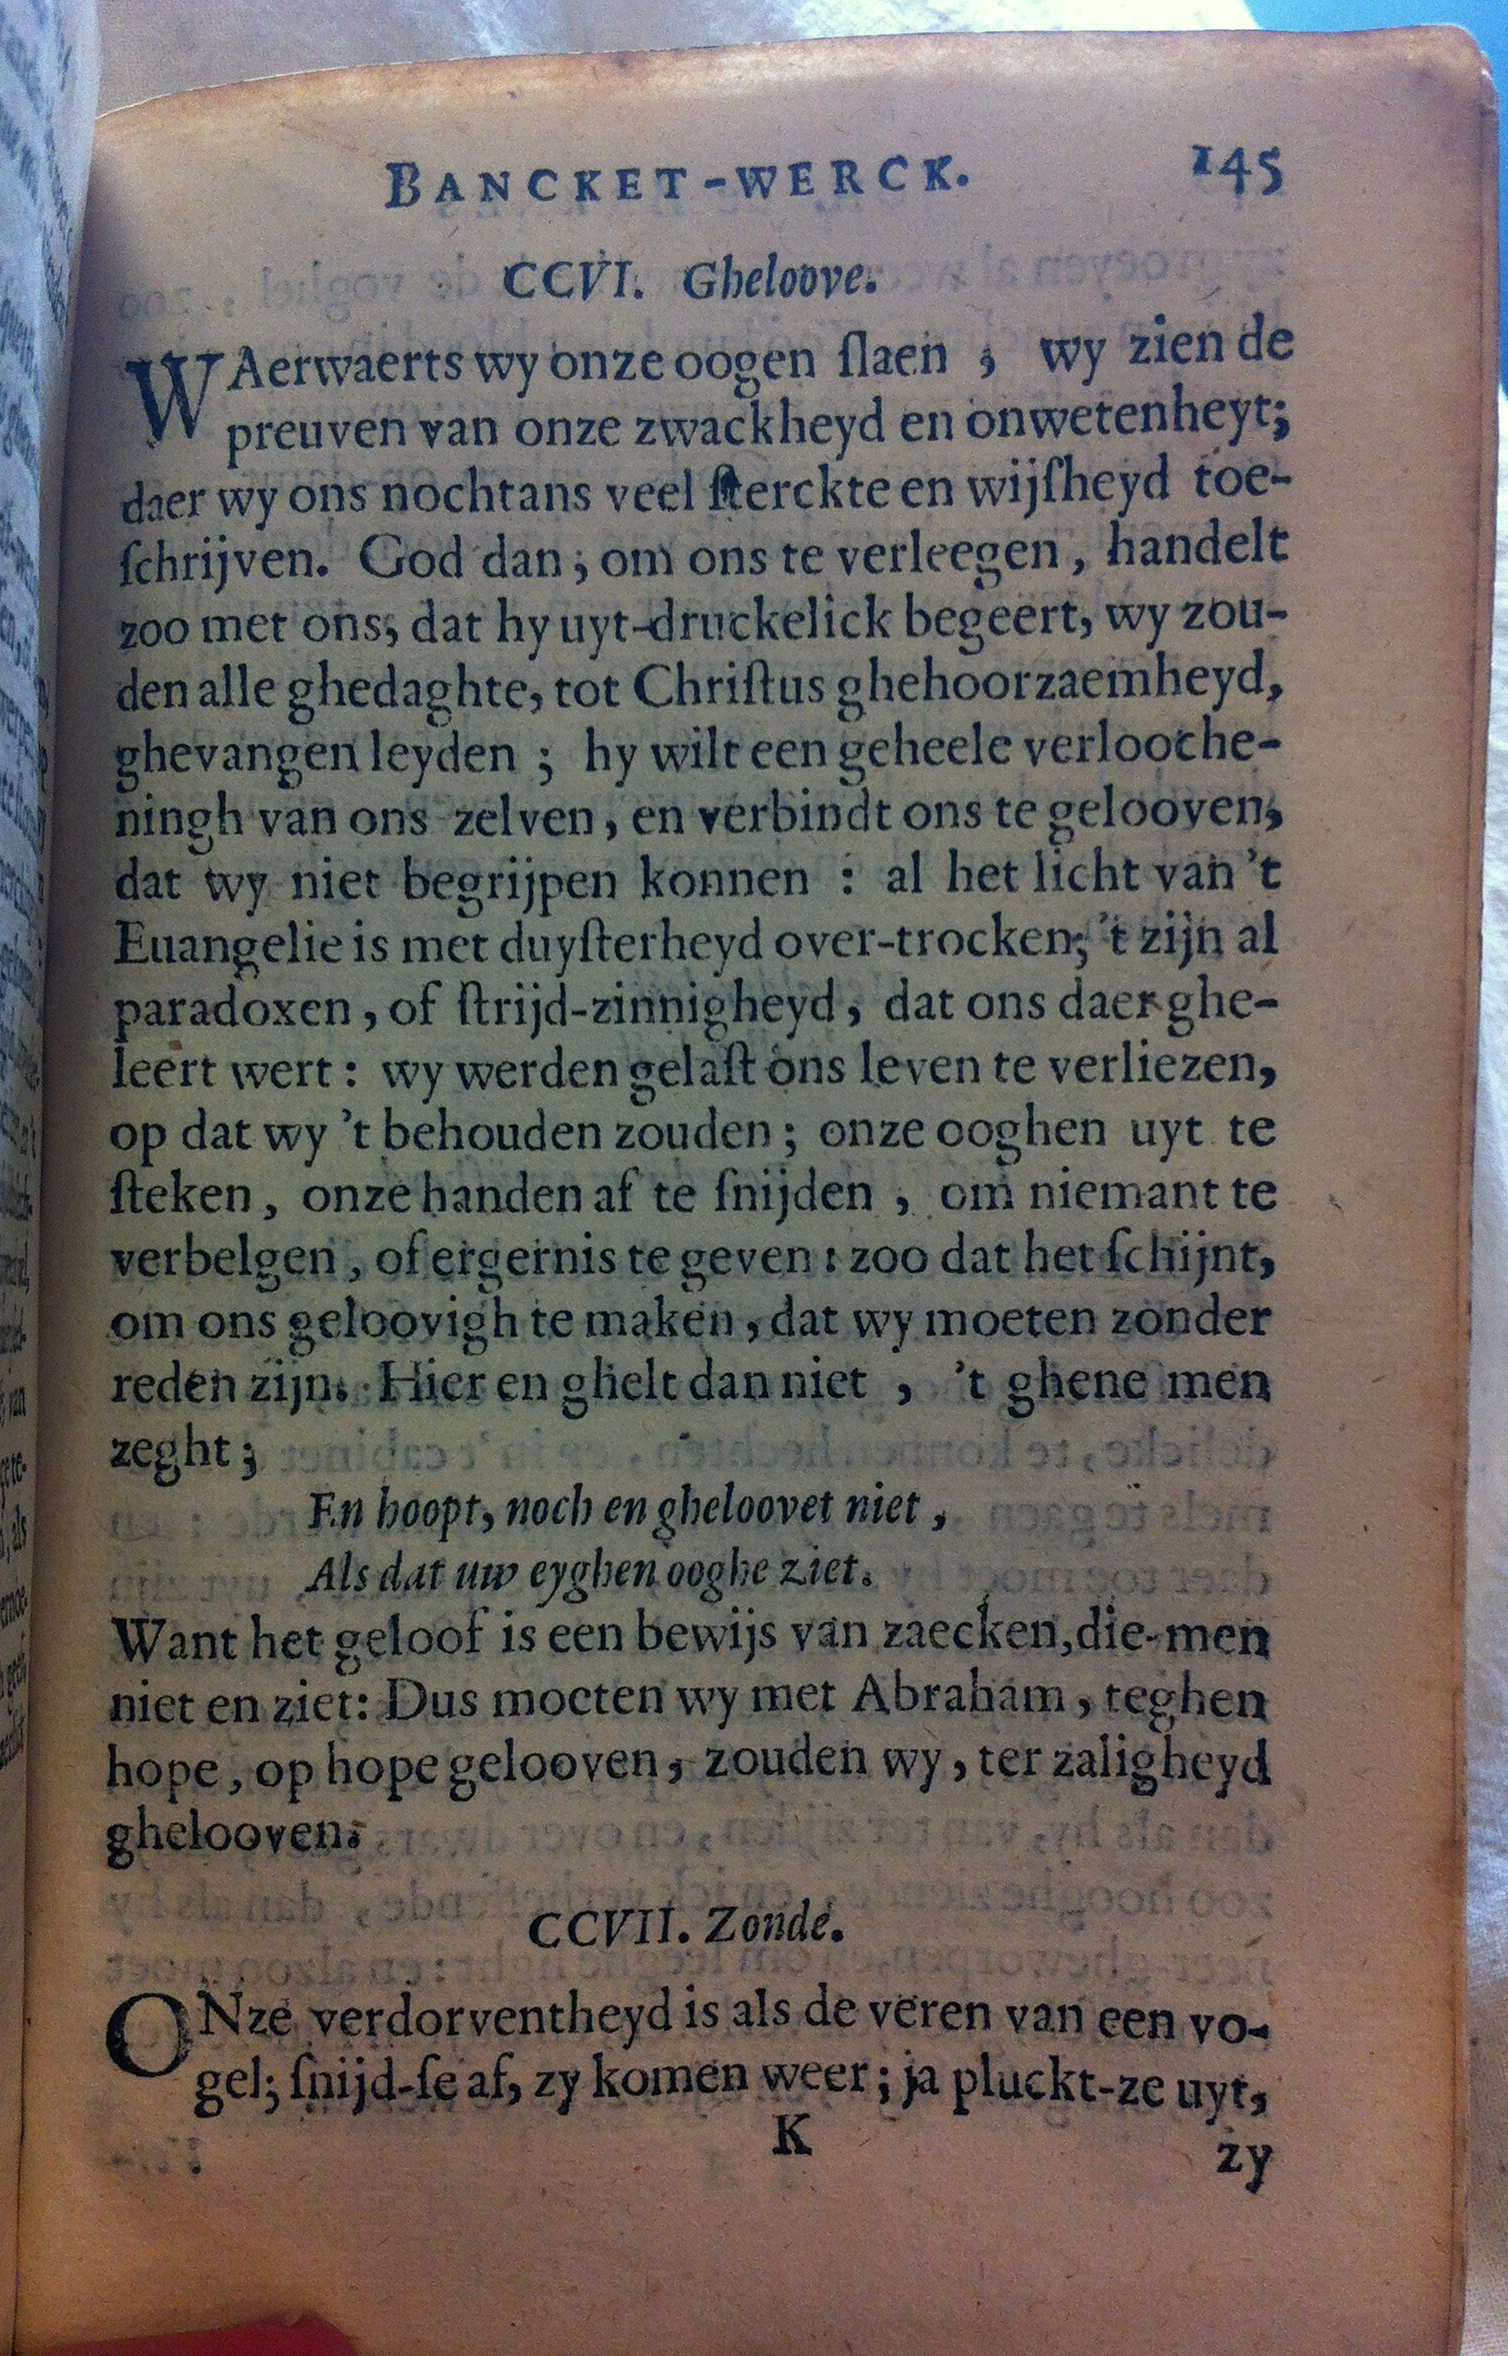 BANCKET-WERCK. 145
CCVI. Gheloove.
WAerwaerts wy onze oogen ſlaen , wy zien de
preuven van onze zwackheyd en onwetenheyt;
daer wy ons nochtans veel ſterckte en wijſheyd toe-
ſchrijven. God dan; om ons te verleegen, handelt
zoo met ons, dat hy uyt-druckelick begeert, wy zou-
den alle ghedaghte, tot Chriſtus ghehoorzaemheyd,
ghevangen leyden ; hy wilt een geheele verlooche-
ningh van ons zelven, en verbindt ons te gelooven,
dat wy niet begrijpen konnen : al het licht van 't
Euangelie is met duyſterheyd over-trocken; 't zijn al
paradoxen, of ſtrijd-zinnigheyd, dat ons daer ghe-
leert wert: wy werden gelaſt ons leven te verliezen,
op dat wy 't behouden zouden; onze ooghen uyt te
ſteken, onze handen af te ſnijden , om niemant te
verbelgen, of ergernis te geven: zoo dat het ſchijnt,
om ons geloovigh te maken, dat wy moeten zonder
reden zijn. Hier en ghelt dan niet , 't ghene men
zeght;
En hoopt, noch en gheloovet niet,
Als dat uw eyghen ooghe ziet.
Want het geloof is een bewijs van zaecken, die-men
niet en ziet: Dus moeten wy met Abraham, teghen
hope, op hope gelooven, zouden wy, ter zaligheyd
ghelooven.
CCVII. Zonde.
ONze verdorventheyd is als de veren van een vo-
gel; ſnijd-ſe af, zy komen weer; ja pluckt-ze uyt,
K
zy